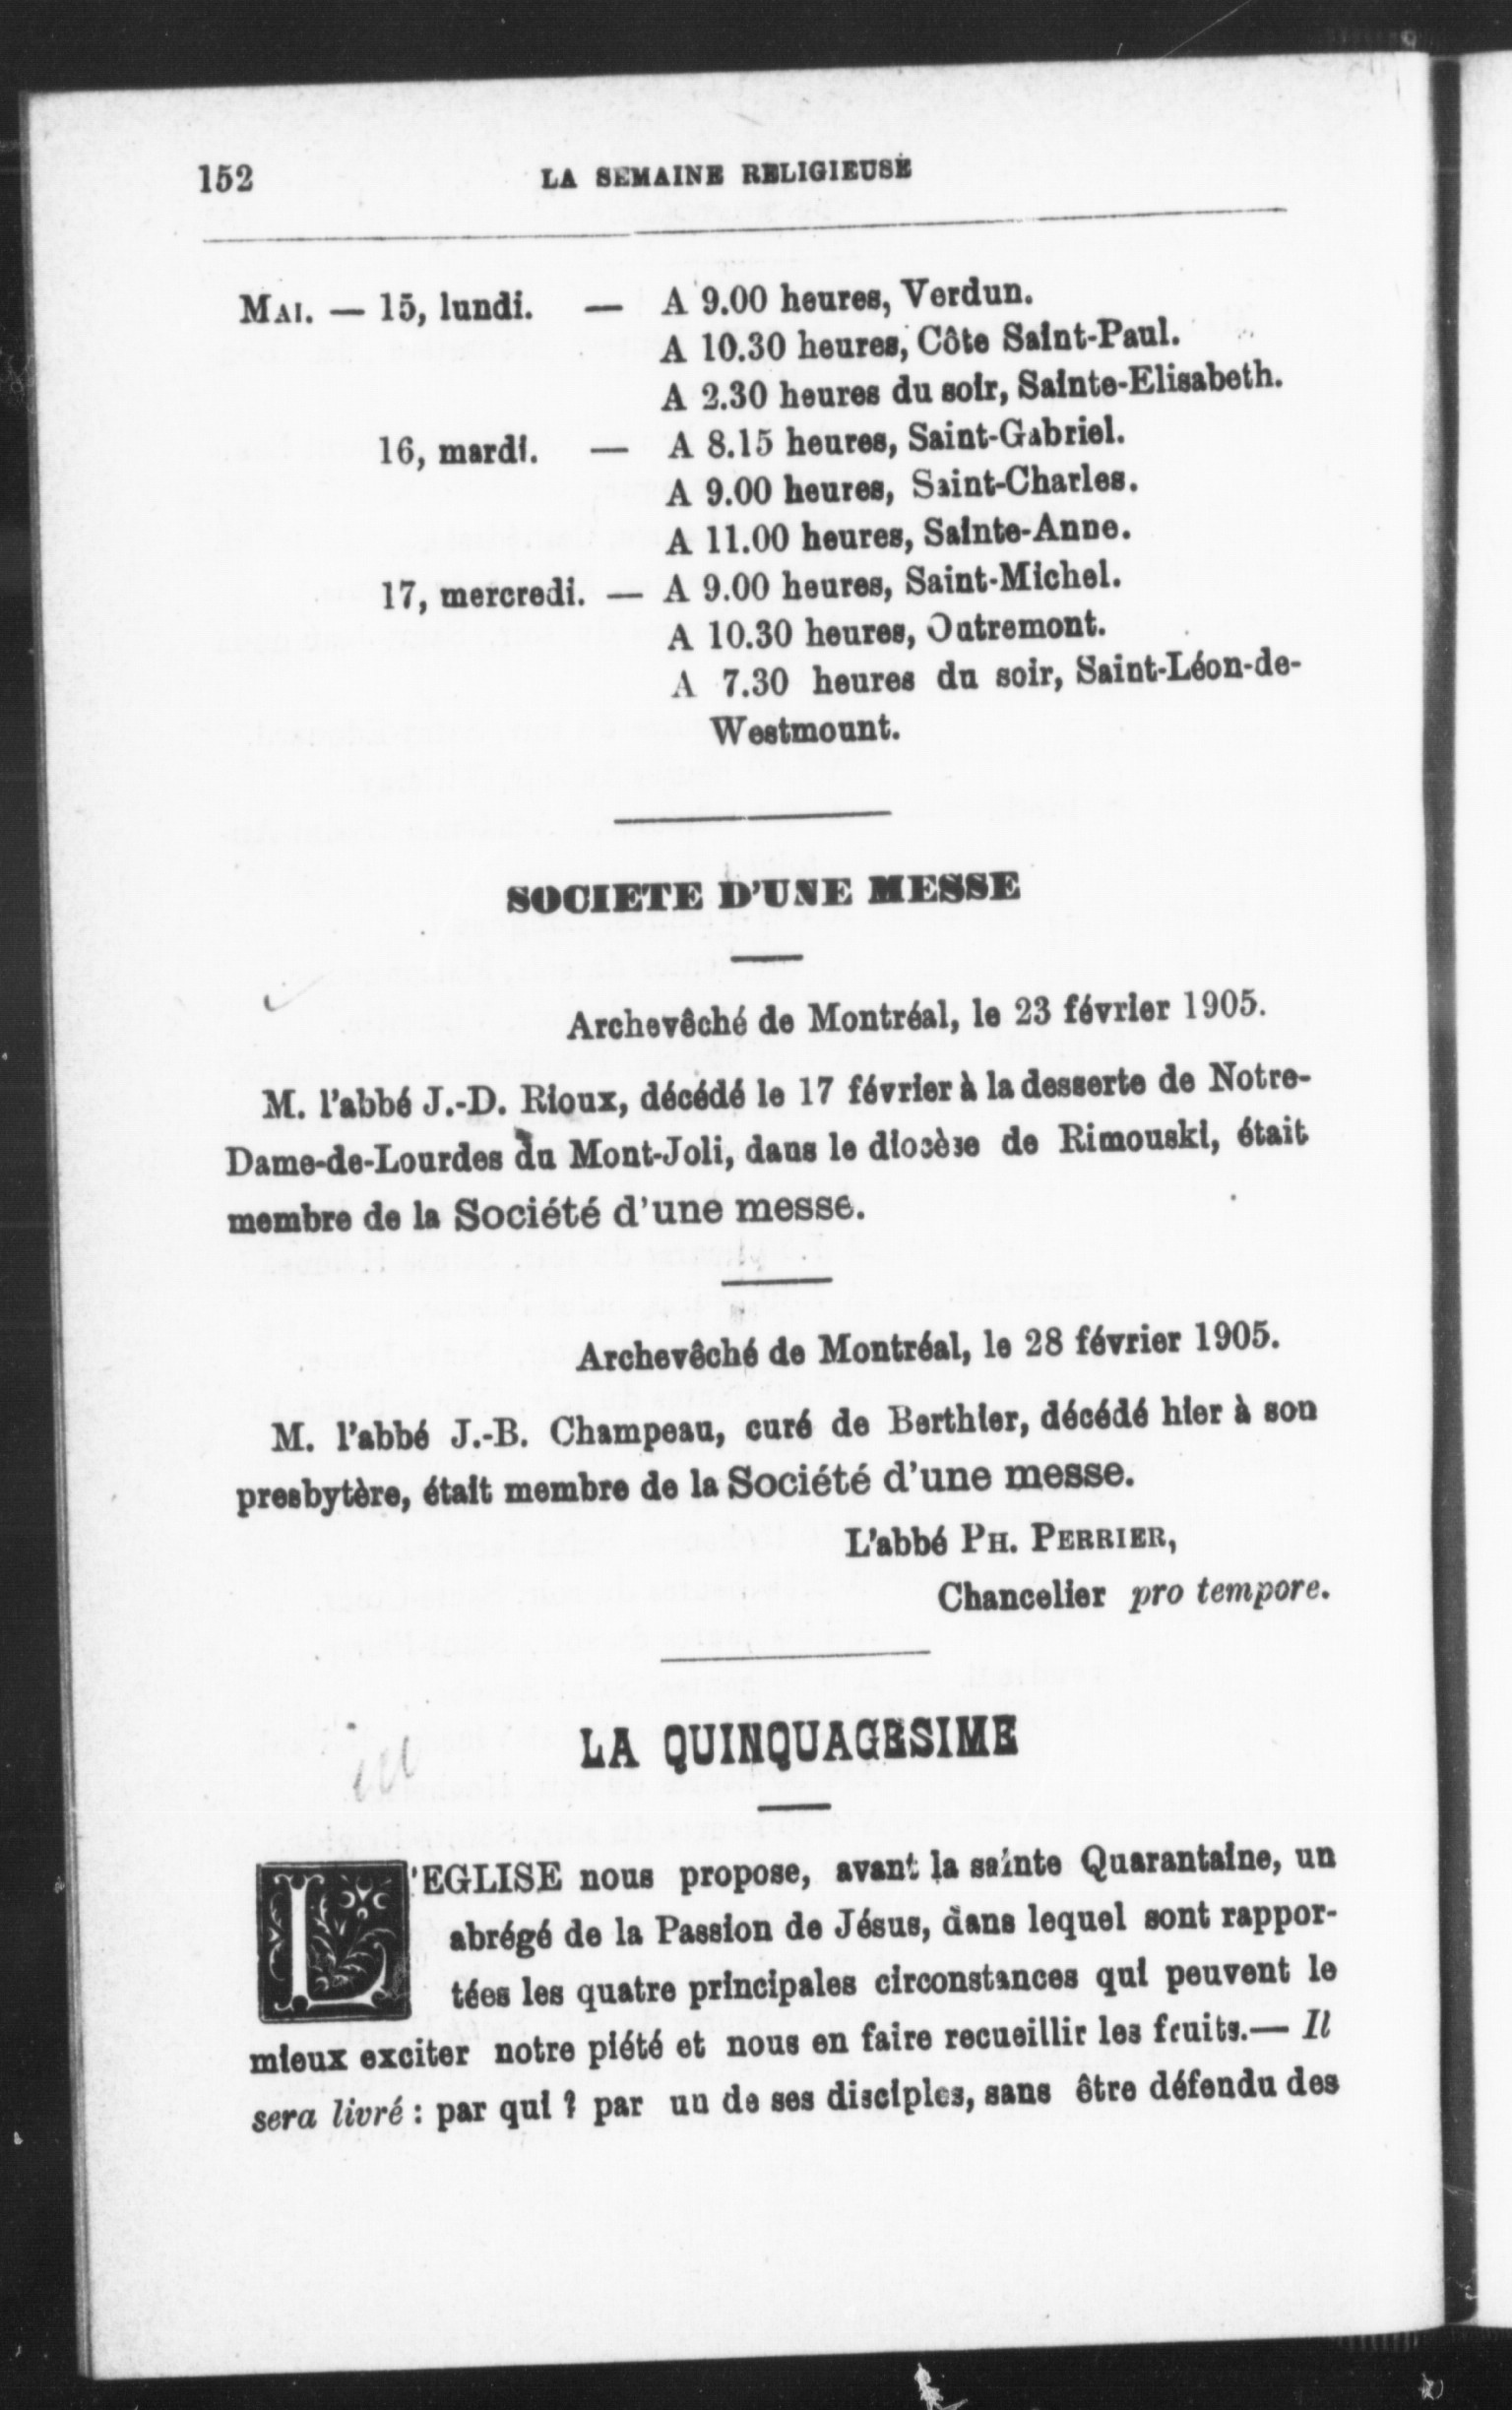 152 LA SEMAINE RELIGIEUSE
MAI. — 15, lundi. — A 9.00 heures, Verdun.
A 10.30 heures, Côte Saint-Paul.
A 2.30 heures du soir, Sainte-Elisabeth.
16, mardi. — A 8.15 heures, Saint-Gabriel.
A 9.00 heures, Saint-Charles.
A 11.00 heures, Sainte-Anne.
17, mercredi. — A 9.00 heures, Saint-Michel.
A 10.30 heures, Outremont.
A 7.30 heures du soir, Saint-Léon-de-
Westmount.
SOCIETE D'UNE MESSE
Archevêché de Montréal, le 23 février 1905.
M. l'abbé J.-D. Rioux, décédé le 17 février à la desserte de Notre-
Dame-de-Lourdes du Mont-Joli, dans le diocèse de Rimouski, était
membre de la Société d'une messe.
Archevêché de Montréal, le 28 février 1905.
M. l'abbé J.-B. Champeau, curé de Berthier, décédé hier à son
presbytère, était membre de la Société d'une messe.
L'abbé PH. PERRIER,
Chancelier pro tempore.
LA QUINQUAGESIME
L'EGLISE nous propose, avant la sainte Quarantaine, un
abrégé de la Passion de Jésus, dans lequel sont rappor-
tées les quatre principales circonstances qui peuvent le
mieux exciter notre piété et nous en faire recueillir les fruits.— Il
sera livré : par qui ? par un de ses disciples, sans être défendu des